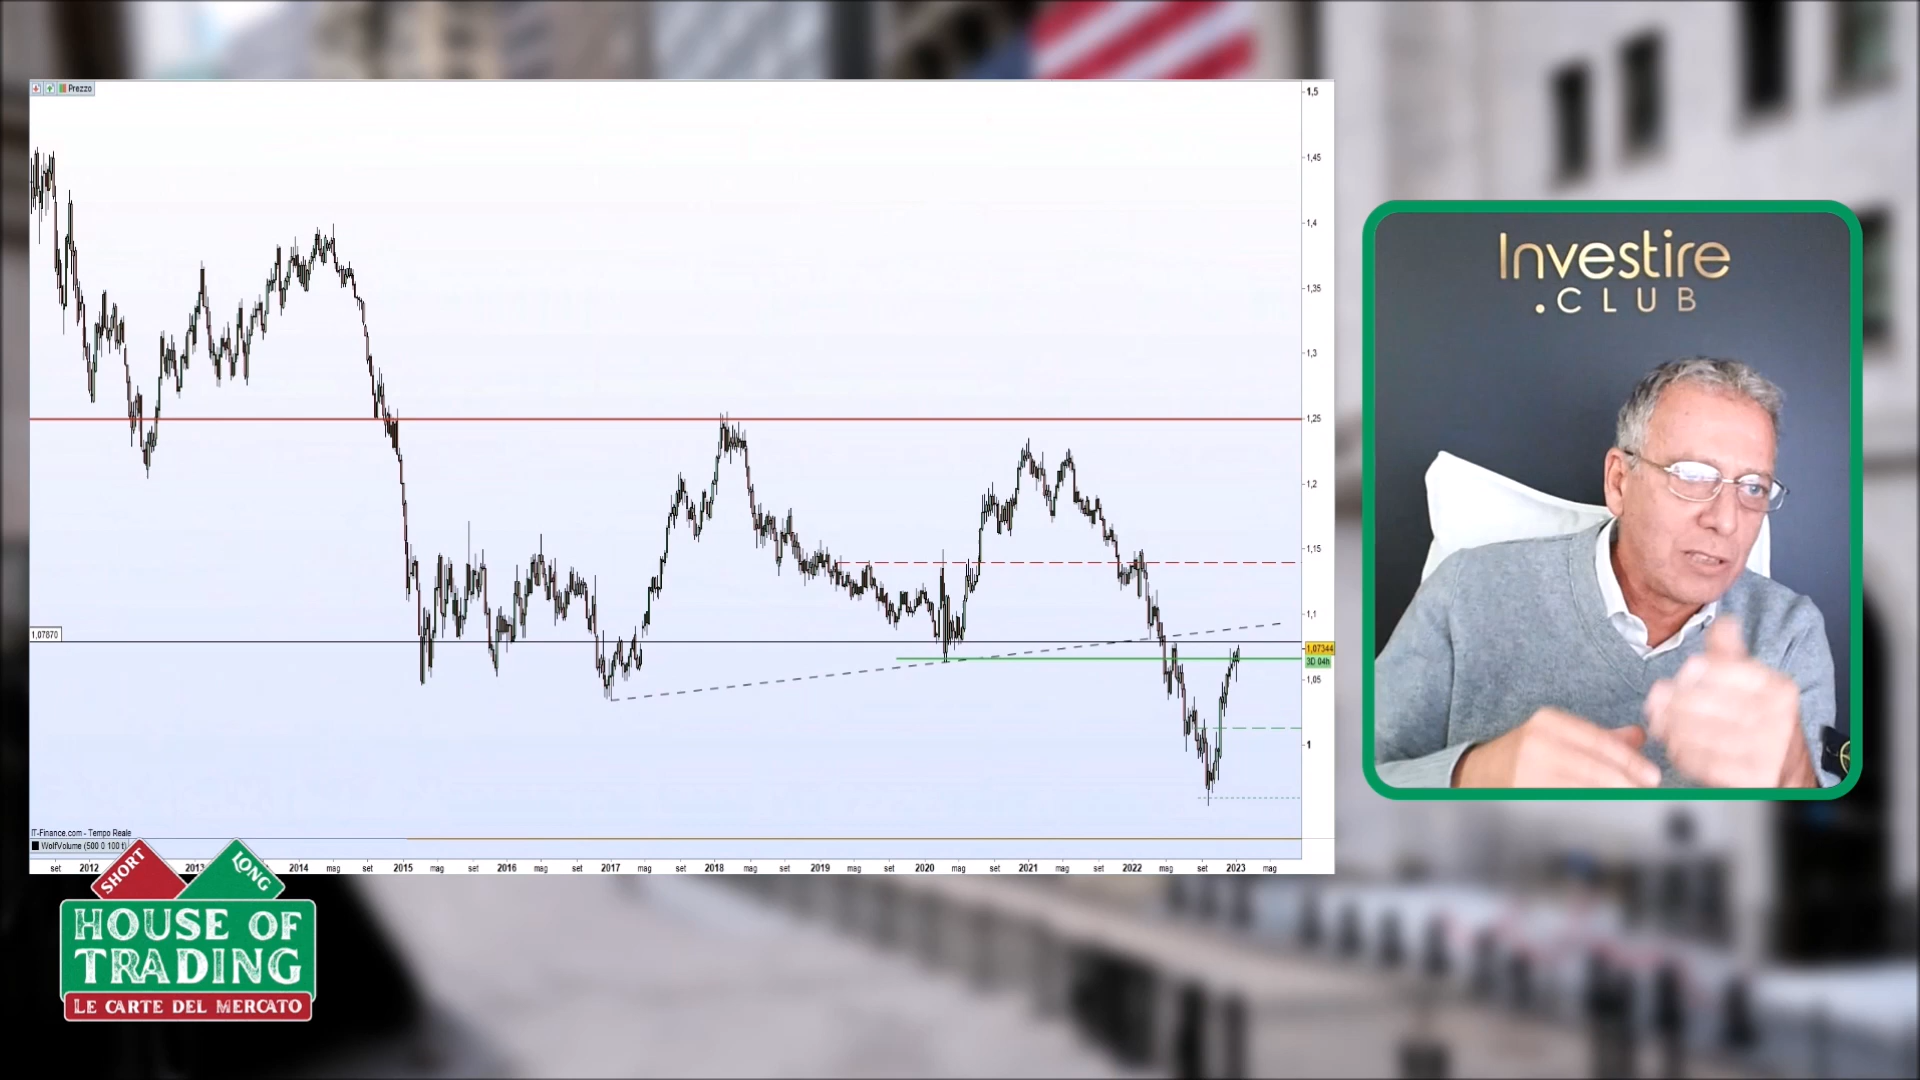 Prezzo
1,5
1,45
1,4
1,35
1,3
1,25
1,2
1,15
1,1
1,07870
1,07344
3D 04h
1,05
1
IT-Finance.com - Tempo Reale
WolfVolume (500 0 100 t)
set 2012 2013 2014 mag set 2015 mag set 2016 mag set 2017 mag set 2018 mag set 2019 mag set 2020 mag set 2021 mag set 2022 mag set 2023 mag
Investire
.CLUB
SHORT
LONG
HOUSE OF
TRADING
LE CARTE DEL MERCATO